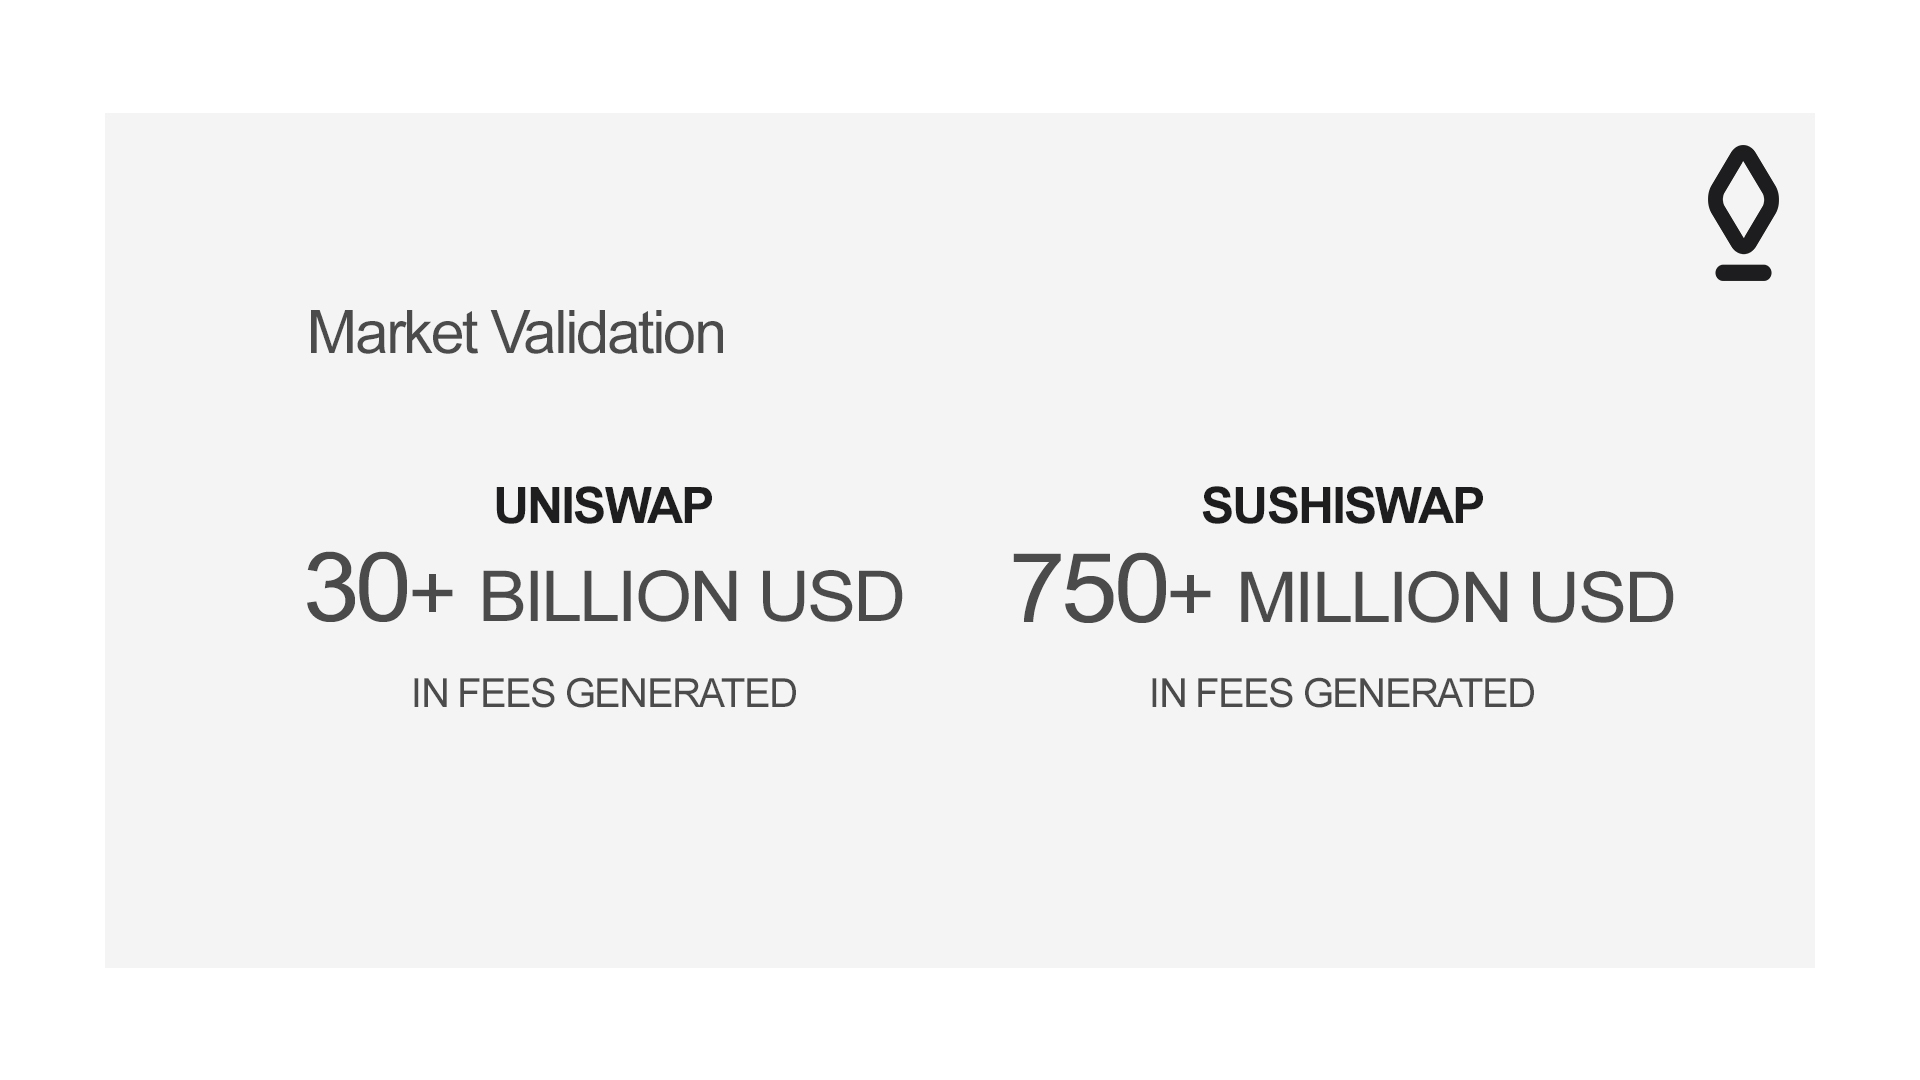 Market Validation
UNISWAP
30+ BILLION USD
IN FEES GENERATED
SUSHISWAP
750+ MILLION USD
IN FEES GENERATED